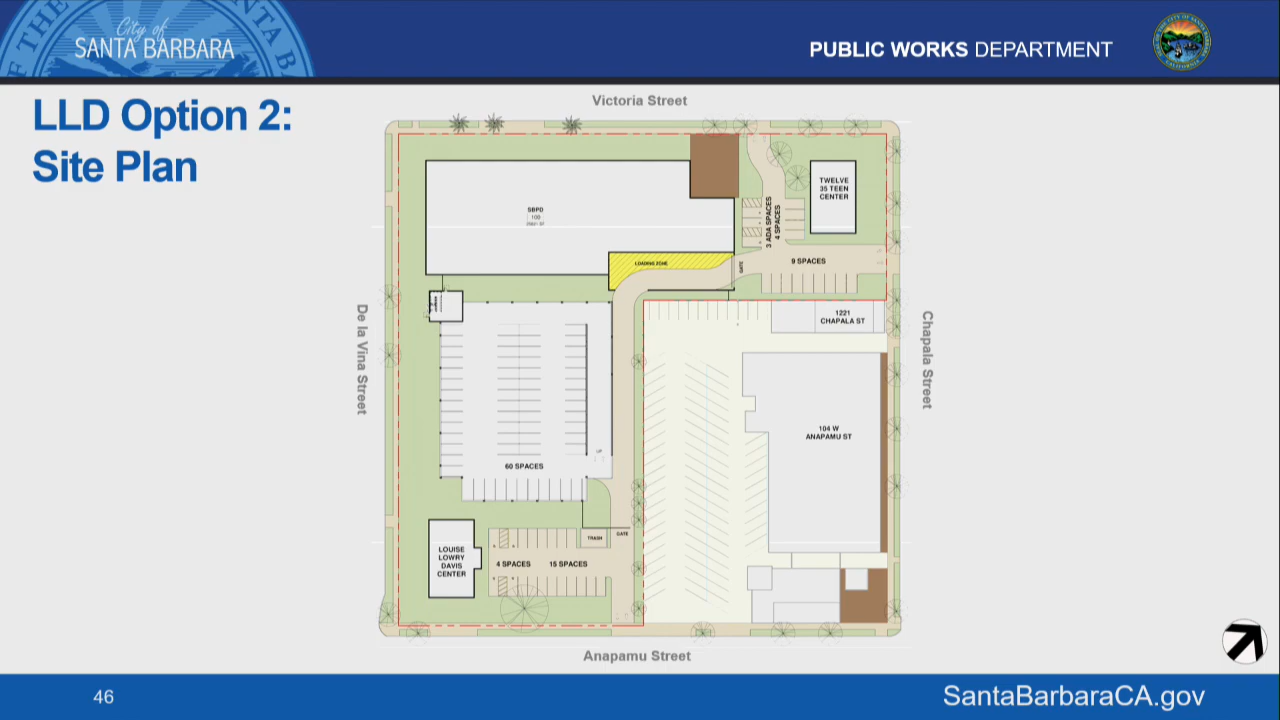 City of
SANTA BARBARA
PUBLIC WORKS DEPARTMENT
LLD Option 2:
Site Plan
Victoria Street
TWELVE
35 TEEN
CENTER
SBPD
100
3 ADA SPACES
4 SPACES
LOADING ZONE
GATE
9 SPACES
1221
CHAPALA ST
De la Vina Street
Chapala Street
104 W
ANAPAMU ST
UP
60 SPACES
TRASH
GATE
LOUISE
LOWRY
DAVIS
CENTER
4 SPACES
15 SPACES
Anapamu Street
46
SantaBarbaraCA.gov